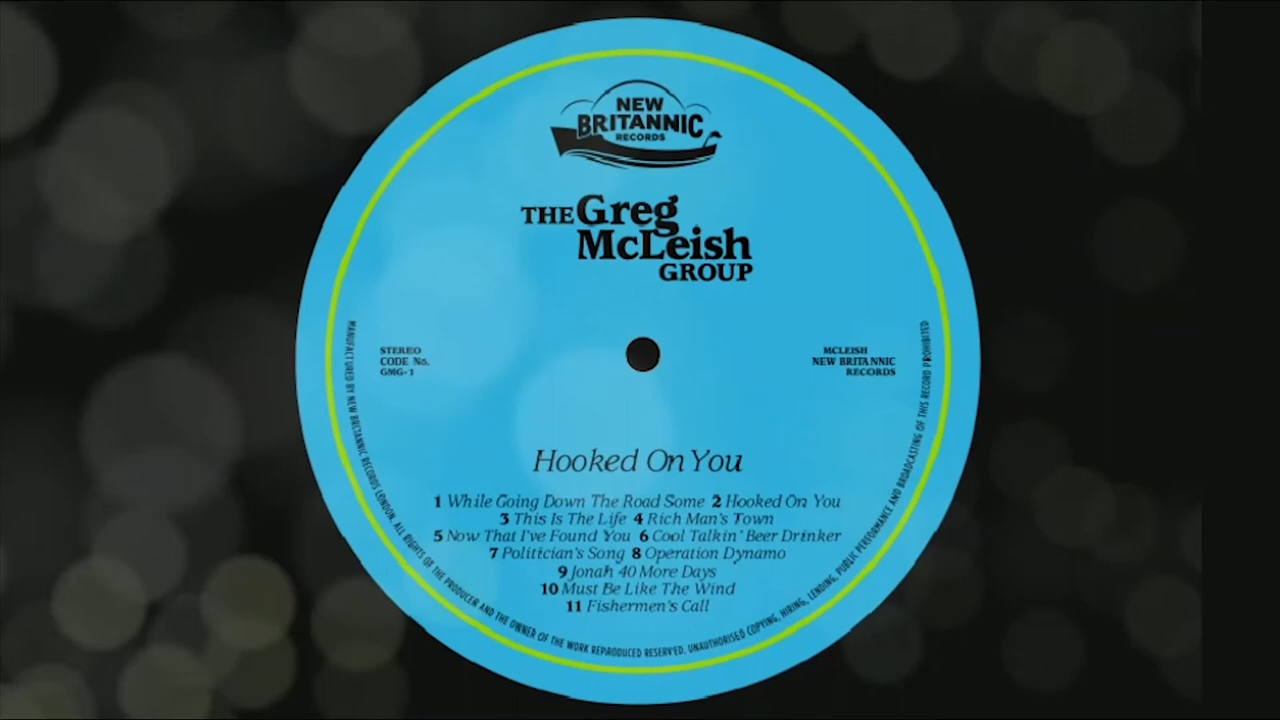 NEW
BRITANNIC
RECORDS
THE Greg
McLeish
GROUP
STEREO
CODE No.
GMG-1
MCLEISH
NEW BRITANNIC
RECORDS
Hooked On You
1 While Going Down The Road Some 2 Hooked On You
3 This Is The Life 4 Rich Man's Town
5 Now That I've Found You 6 Cool Talkin' Beer Drinker
7 Politician's Song 8 Operation Dynamo
9 Jonah 40 More Days
10 Must Be Like The Wind
11 Fishermen's Call
MANUFACTURED BY NEW BRITANNIC RECORDS LONDON. ALL RIGHTS OF THE PRODUCER AND THE OWNER OF THE WORK REPRODUCED RESERVED. UNAUTHORISED COPYING, HIRING, LENDING, PUBLIC PERFORMANCE AND BROADCASTING OF THIS RECORD PROHIBITED